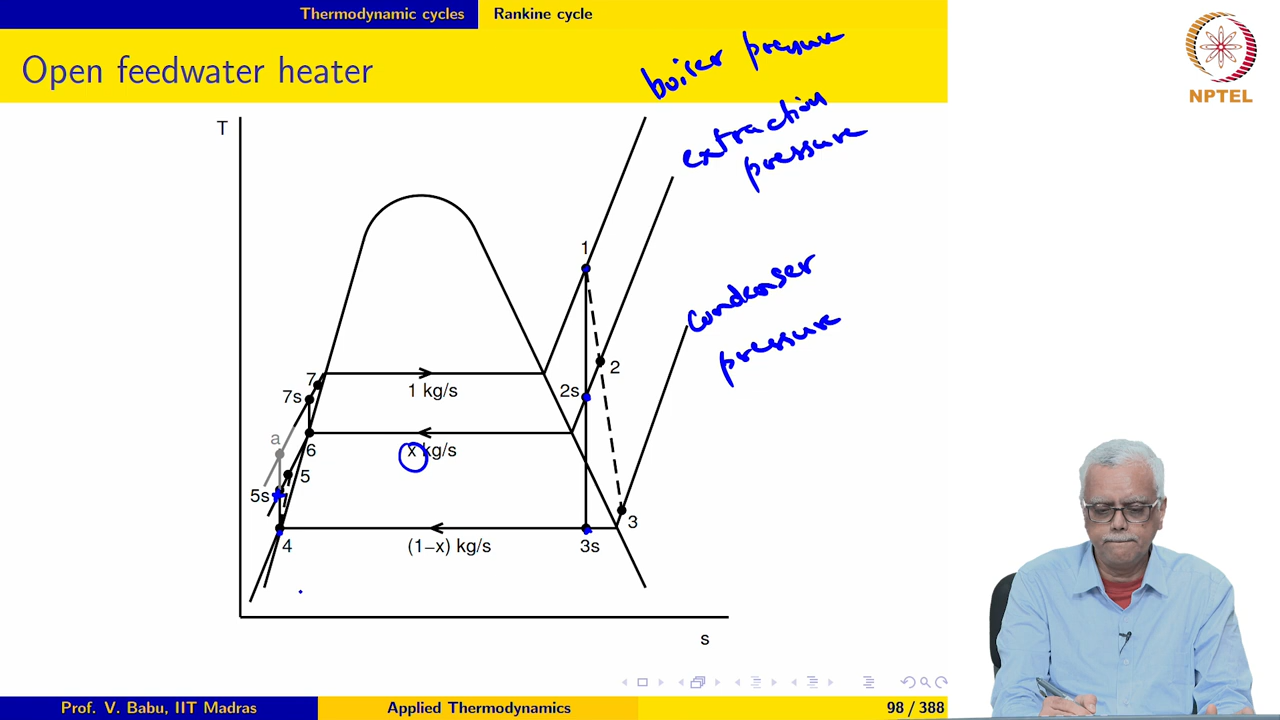 Thermodynamic cycles Rankine cycle
Open feedwater heater
NPTEL
boiler pressure
extraction
pressure
condenser
pressure
T
1
2
2s
3
3s
4
5
5s
6
7
7s
a
1 kg/s
x kg/s
(1−x) kg/s
s
Prof. V. Babu, IIT Madras Applied Thermodynamics 98 / 388